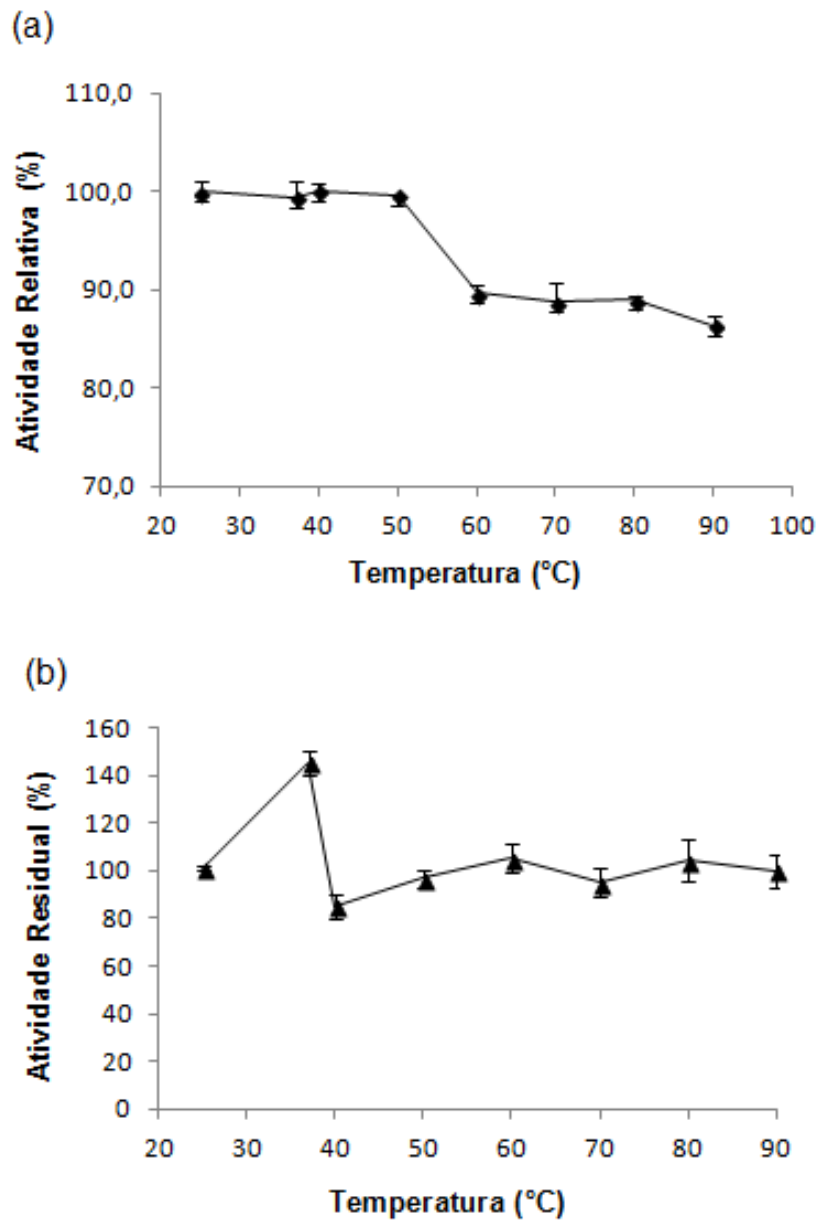 (a)
110,0
100,0
90,0
80,0
70,0
Atividade Relativa (%)
20 30 40 50 60 70 80 90 100
Temperatura (°C)
(b)
160
140
120
100
80
60
40
20
0
Atividade Residual (%)
20 30 40 50 60 70 80 90
Temperatura (°C)